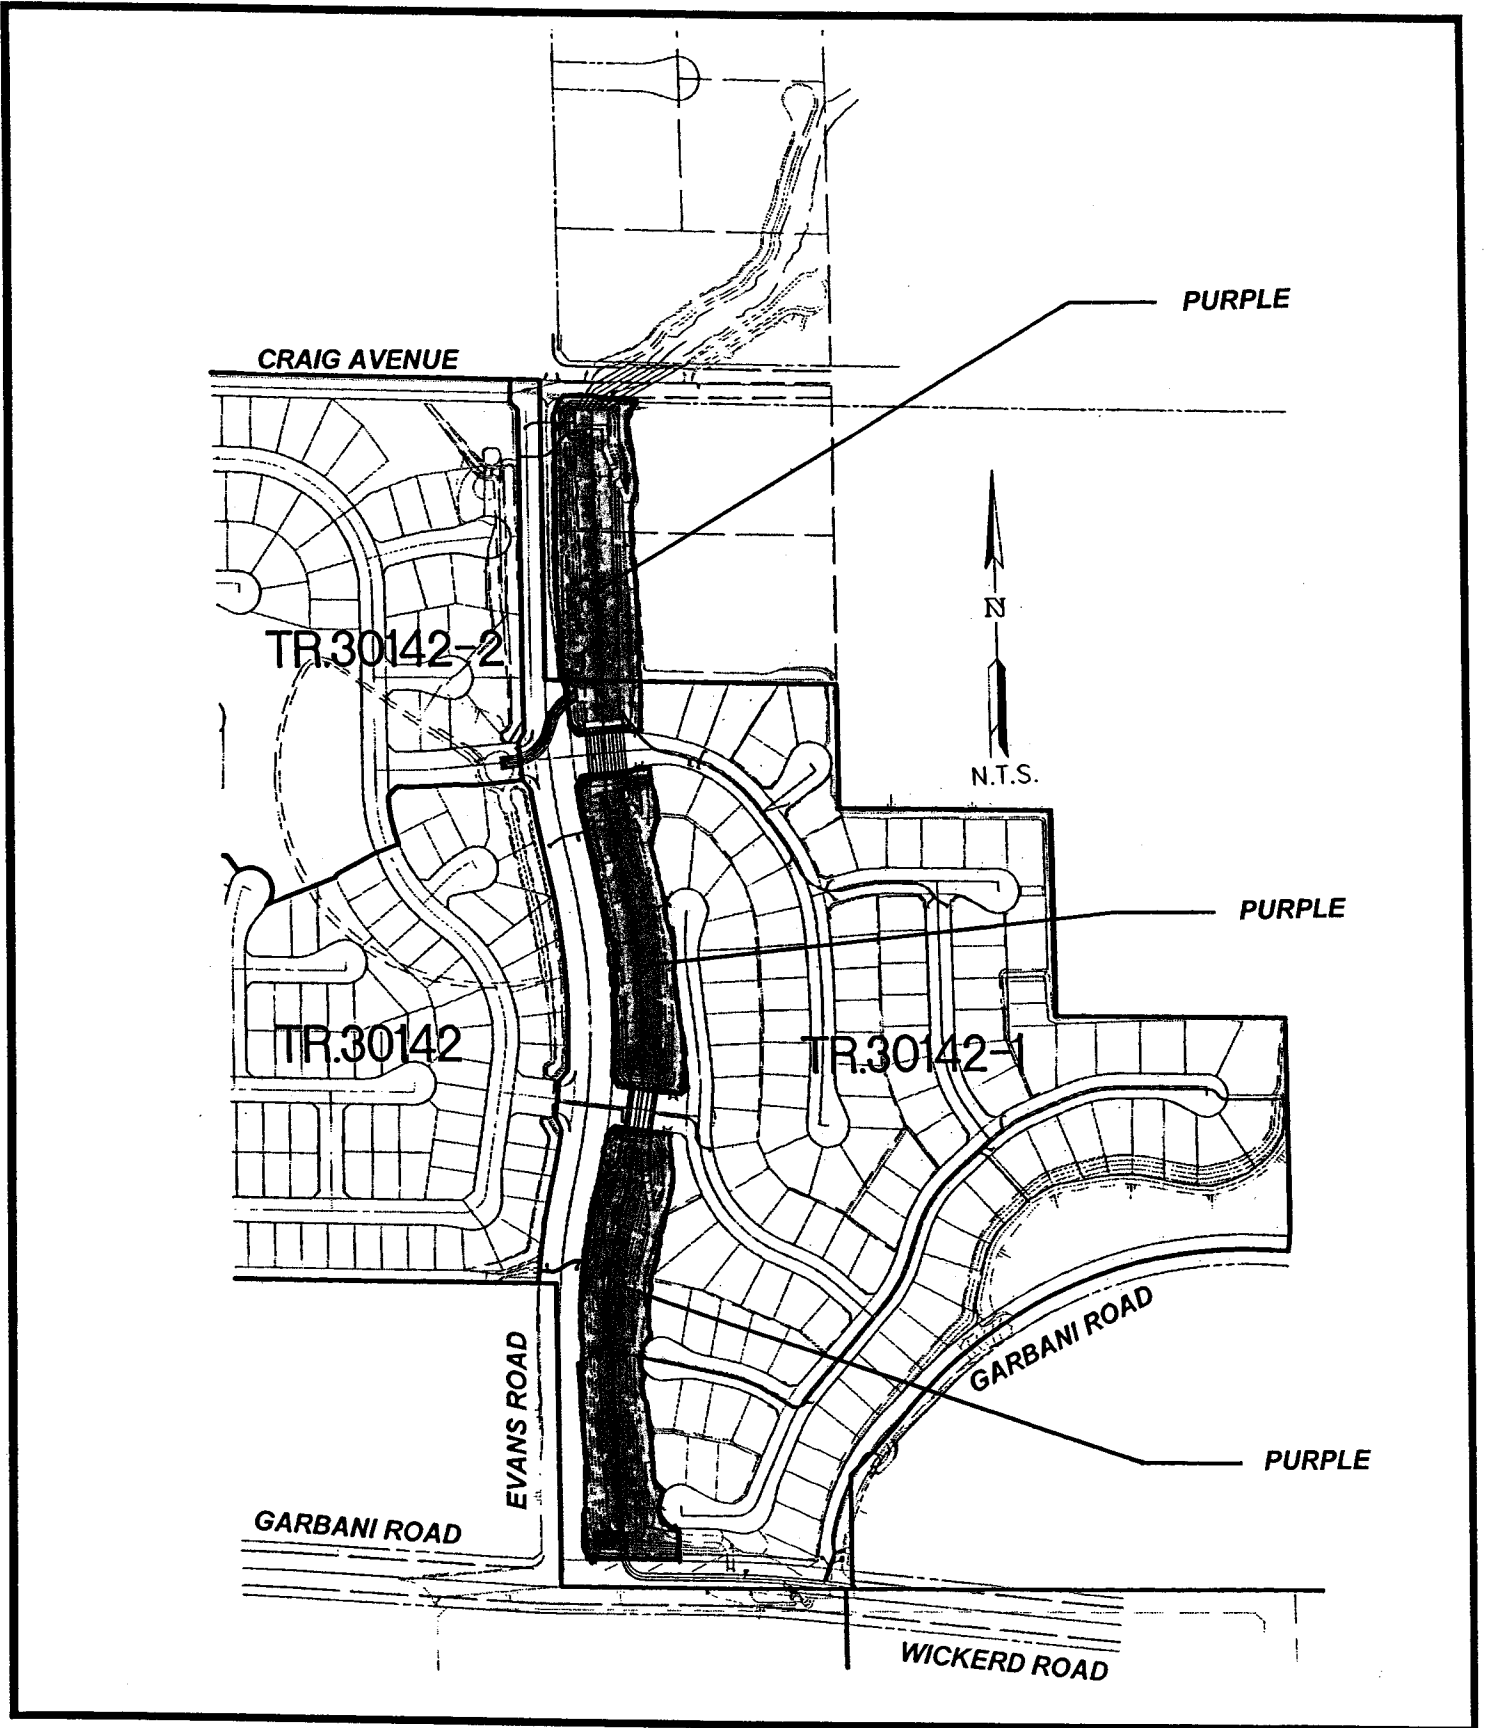 PURPLE
CRAIG AVENUE
N
TR.30142-2
N.T.S.
PURPLE
TR.30142
TR.30142-1
GARBANI ROAD
EVANS ROAD
PURPLE
GARBANI ROAD
WICKERD ROAD